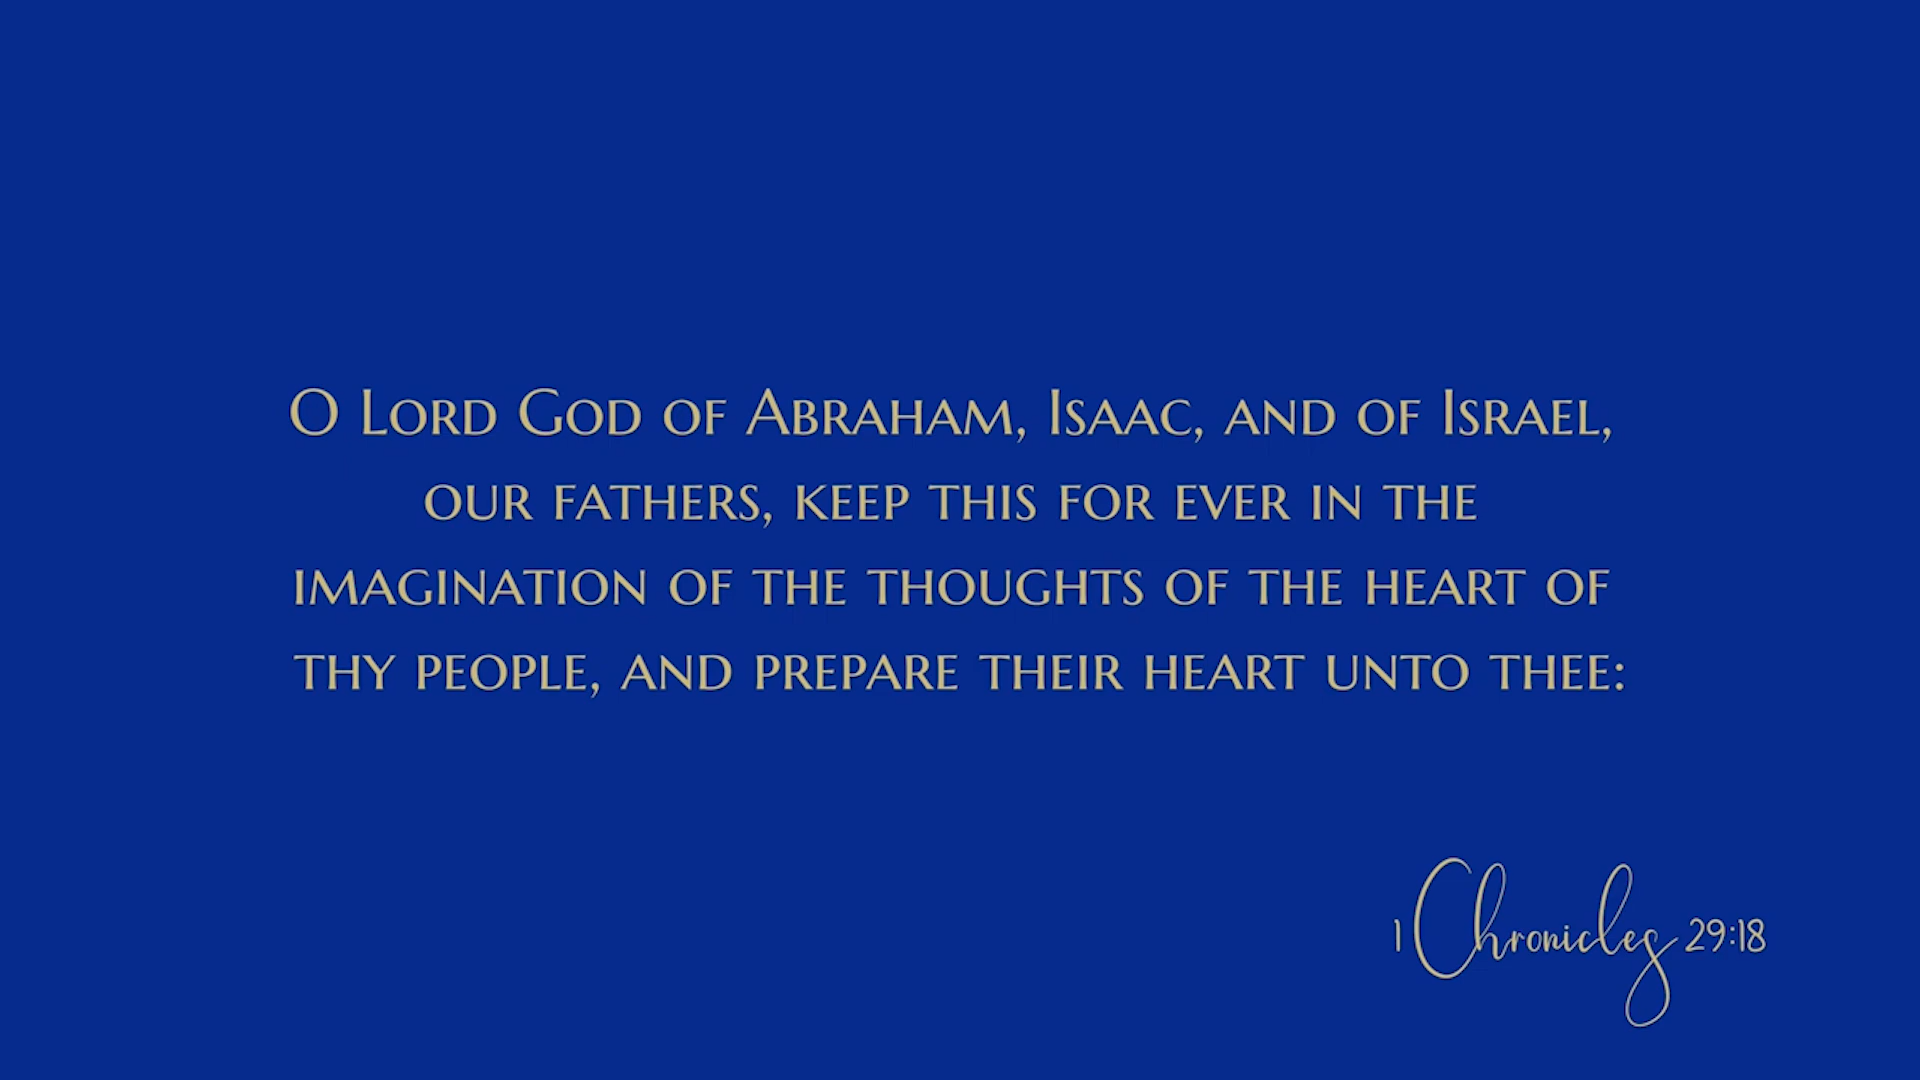 O Lord God of Abraham, Isaac, and of Israel,
our fathers, keep this for ever in the
imagination of the thoughts of the heart of
thy people, and prepare their heart unto thee:
1 Chronicles 29:18